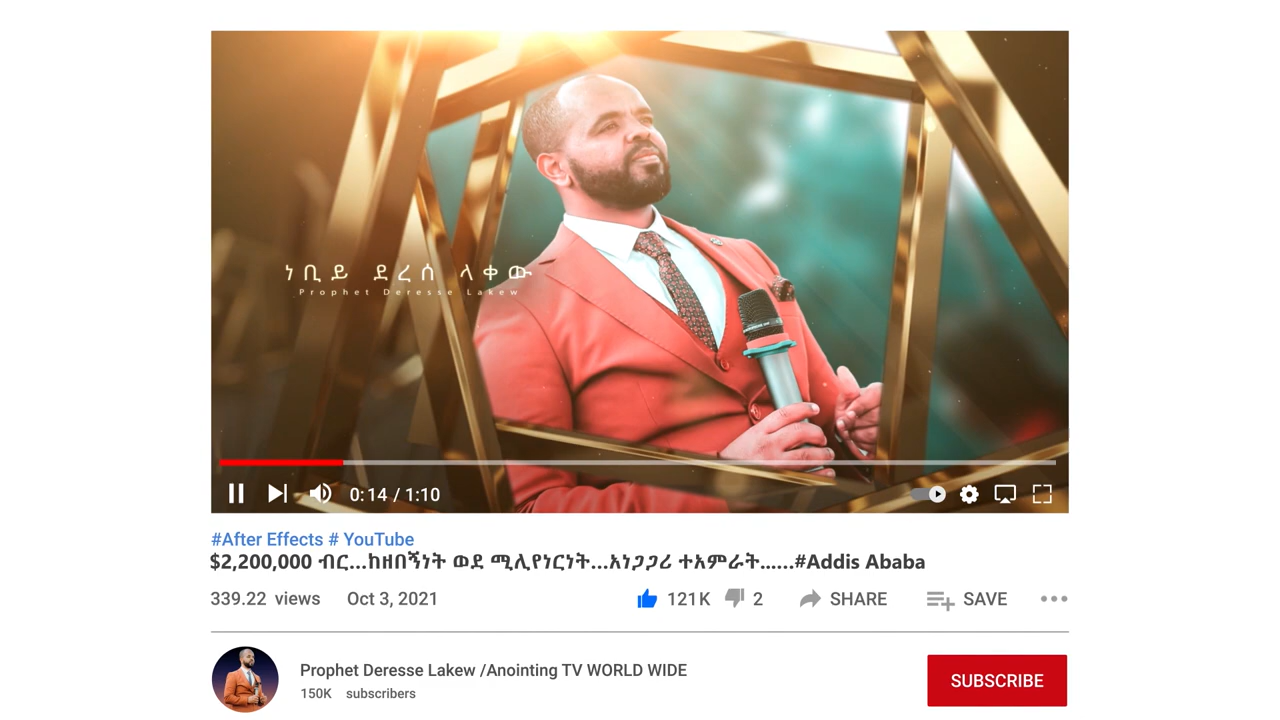 ነቢይ ደረሰ ላቀው
Prophet Deresse Lakew
0:14 / 1:10
#After Effects # YouTube
$2,200,000 ብር...ከዘበኝነት ወደ ሚሊየነርነት...አነጋጋሪ ተአምራት......#Addis Ababa
339.22 views Oct 3, 2021 121K 2 SHARE SAVE
Prophet Deresse Lakew /Anointing TV WORLD WIDE
150K subscribers
SUBSCRIBE